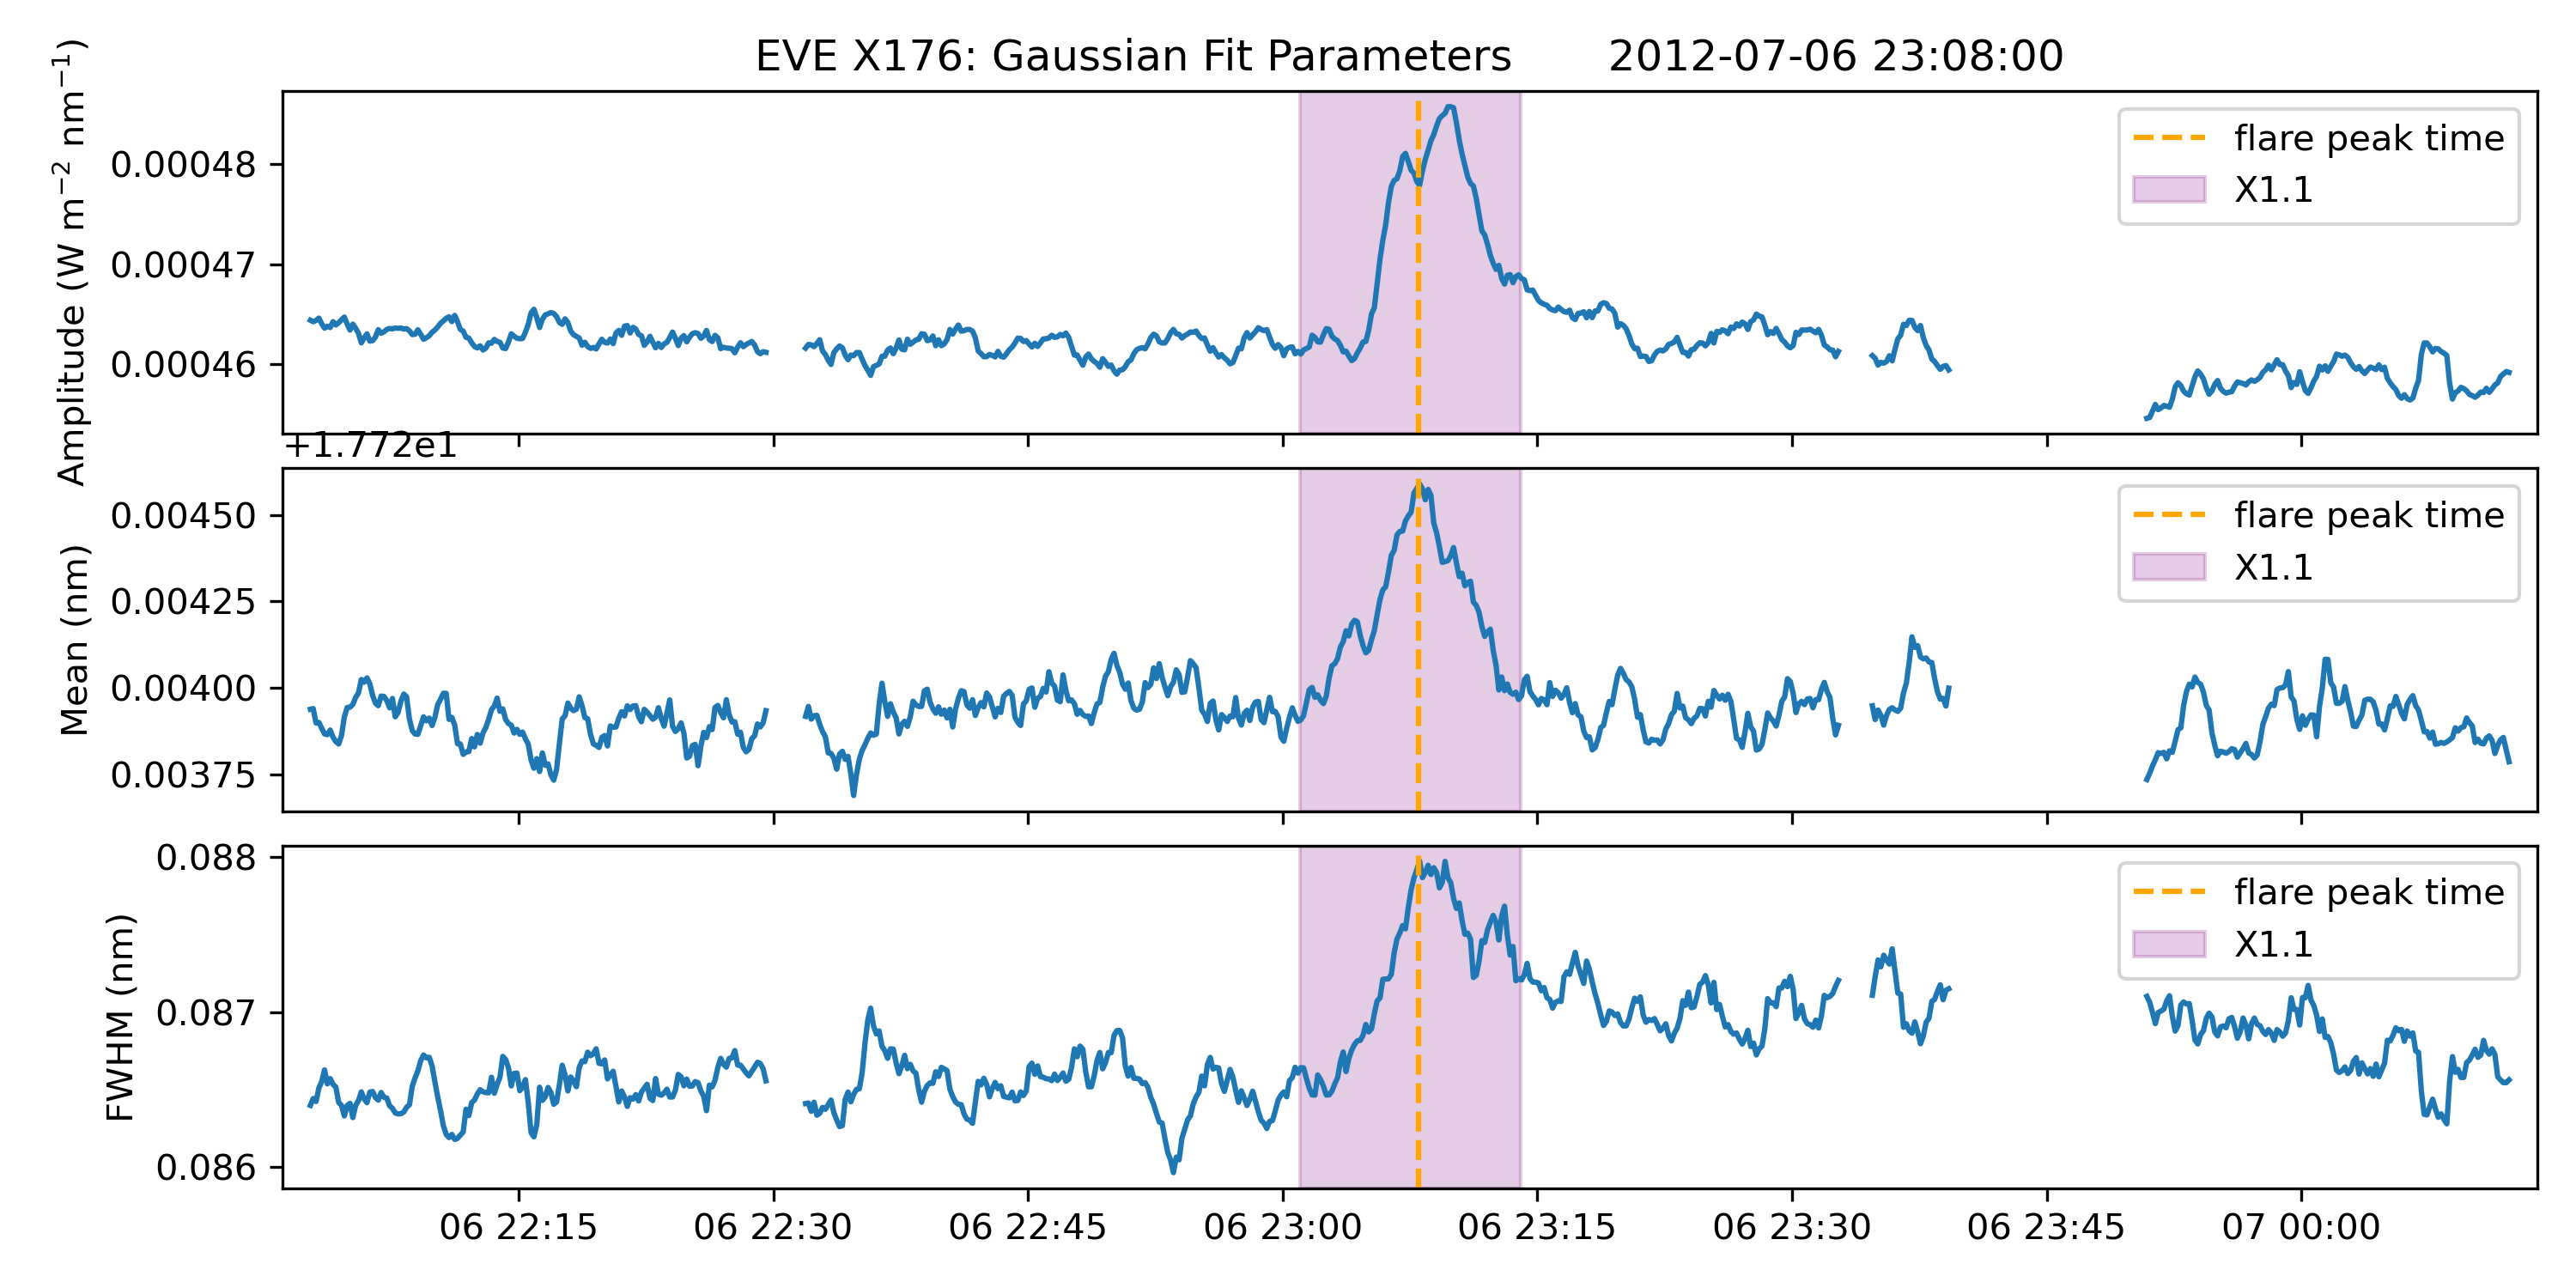 EVE X176: Gaussian Fit Parameters 2012-07-06 23:08:00
Amplitude (W m⁻² nm⁻¹)
0.00048
0.00047
0.00046
flare peak time
X1.1
+1.772e1
Mean (nm)
0.00450
0.00425
0.00400
0.00375
flare peak time
X1.1
FWHM (nm)
0.088
0.087
0.086
flare peak time
X1.1
06 22:15 06 22:30 06 22:45 06 23:00 06 23:15 06 23:30 06 23:45 07 00:00